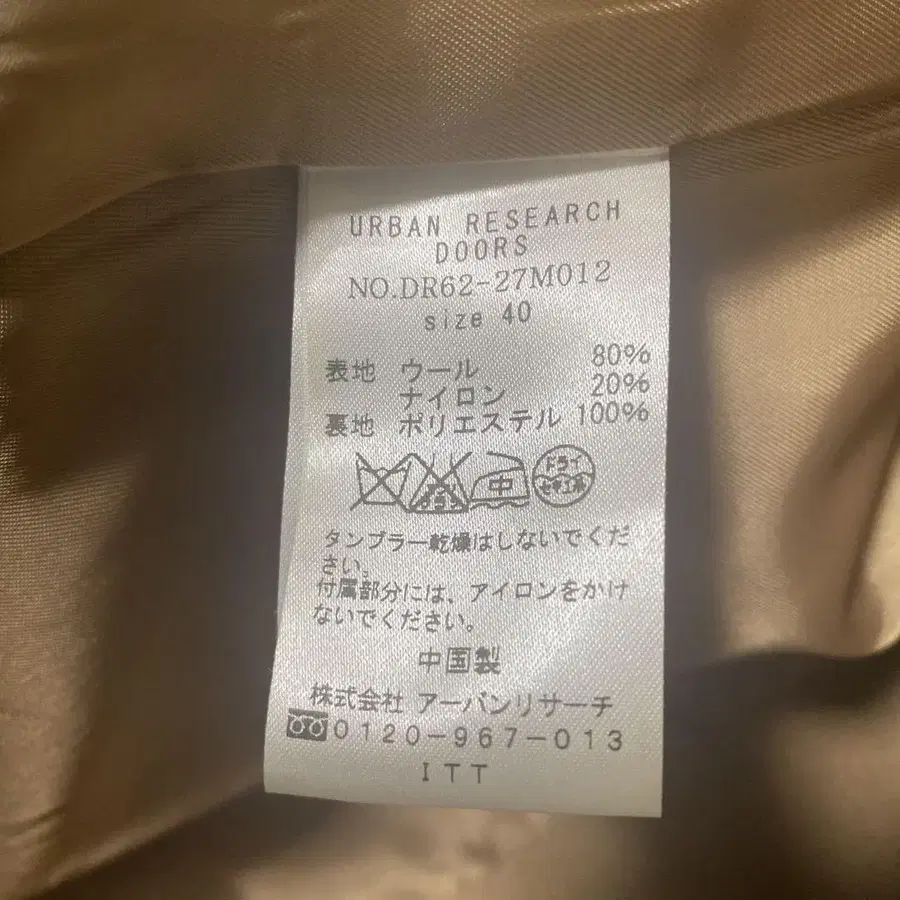 URBAN RESEARCH
DOORS
NO.DR62-27M012
size 40
表地 ウール 80%
ナイロン 20%
裏地 ポリエステル 100%
中 ドライ
タンブラー乾燥はしないでくだ
さい。
付属部分には、アイロンをかけ
ないでください。
中国製
株式会社 アーバンリサーチ
0120-967-013
ITT